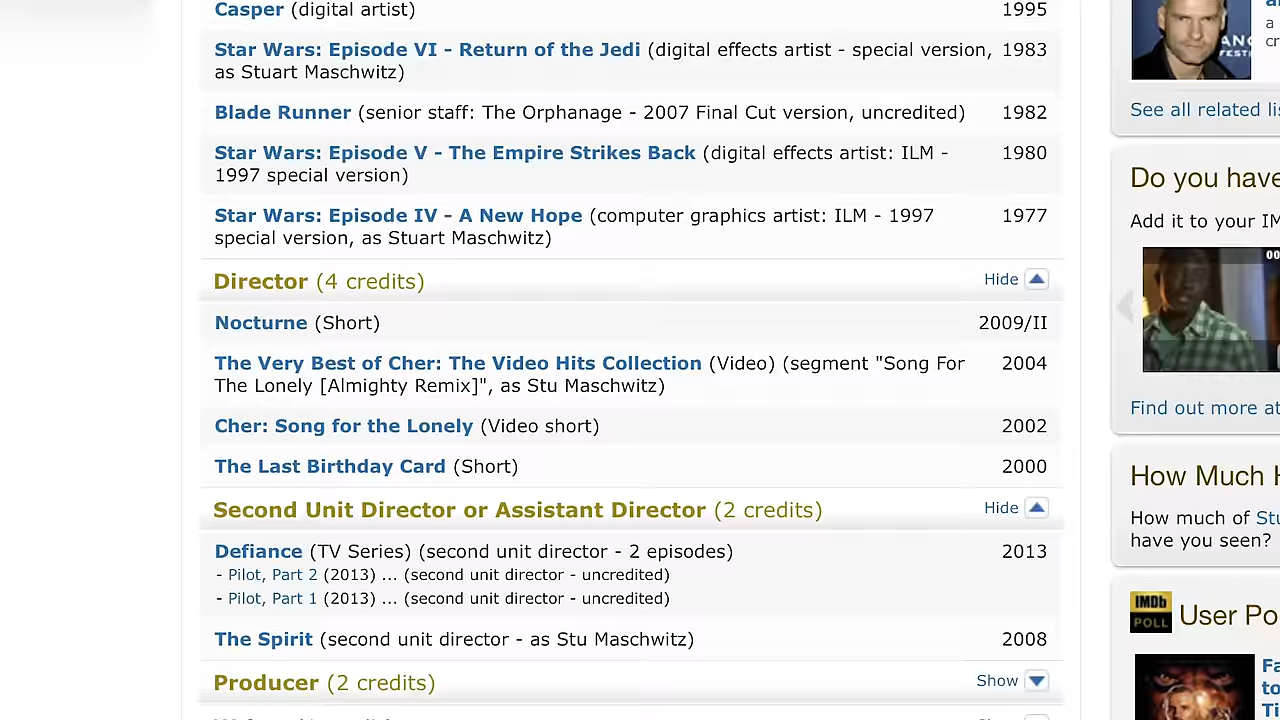 Casper (digital artist) 1995
Star Wars: Episode VI - Return of the Jedi (digital effects artist - special version, 1983
as Stuart Maschwitz)
Blade Runner (senior staff: The Orphanage - 2007 Final Cut version, uncredited) 1982
Star Wars: Episode V - The Empire Strikes Back (digital effects artist: ILM - 1980
1997 special version)
Star Wars: Episode IV - A New Hope (computer graphics artist: ILM - 1997 1977
special version, as Stuart Maschwitz)
Director (4 credits) Hide
Nocturne (Short) 2009/II
The Very Best of Cher: The Video Hits Collection (Video) (segment "Song For 2004
The Lonely [Almighty Remix]", as Stu Maschwitz)
Cher: Song for the Lonely (Video short) 2002
The Last Birthday Card (Short) 2000
Second Unit Director or Assistant Director (2 credits) Hide
Defiance (TV Series) (second unit director - 2 episodes) 2013
- Pilot, Part 2 (2013) ... (second unit director - uncredited)
- Pilot, Part 1 (2013) ... (second unit director - uncredited)
The Spirit (second unit director - as Stu Maschwitz) 2008
Producer (2 credits) Show
See all related li
Do you have
Add it to your IM
00
Find out more at
How Much H
How much of Stu
have you seen?
IMDb
POLL
User Po
Fa
to
Ti